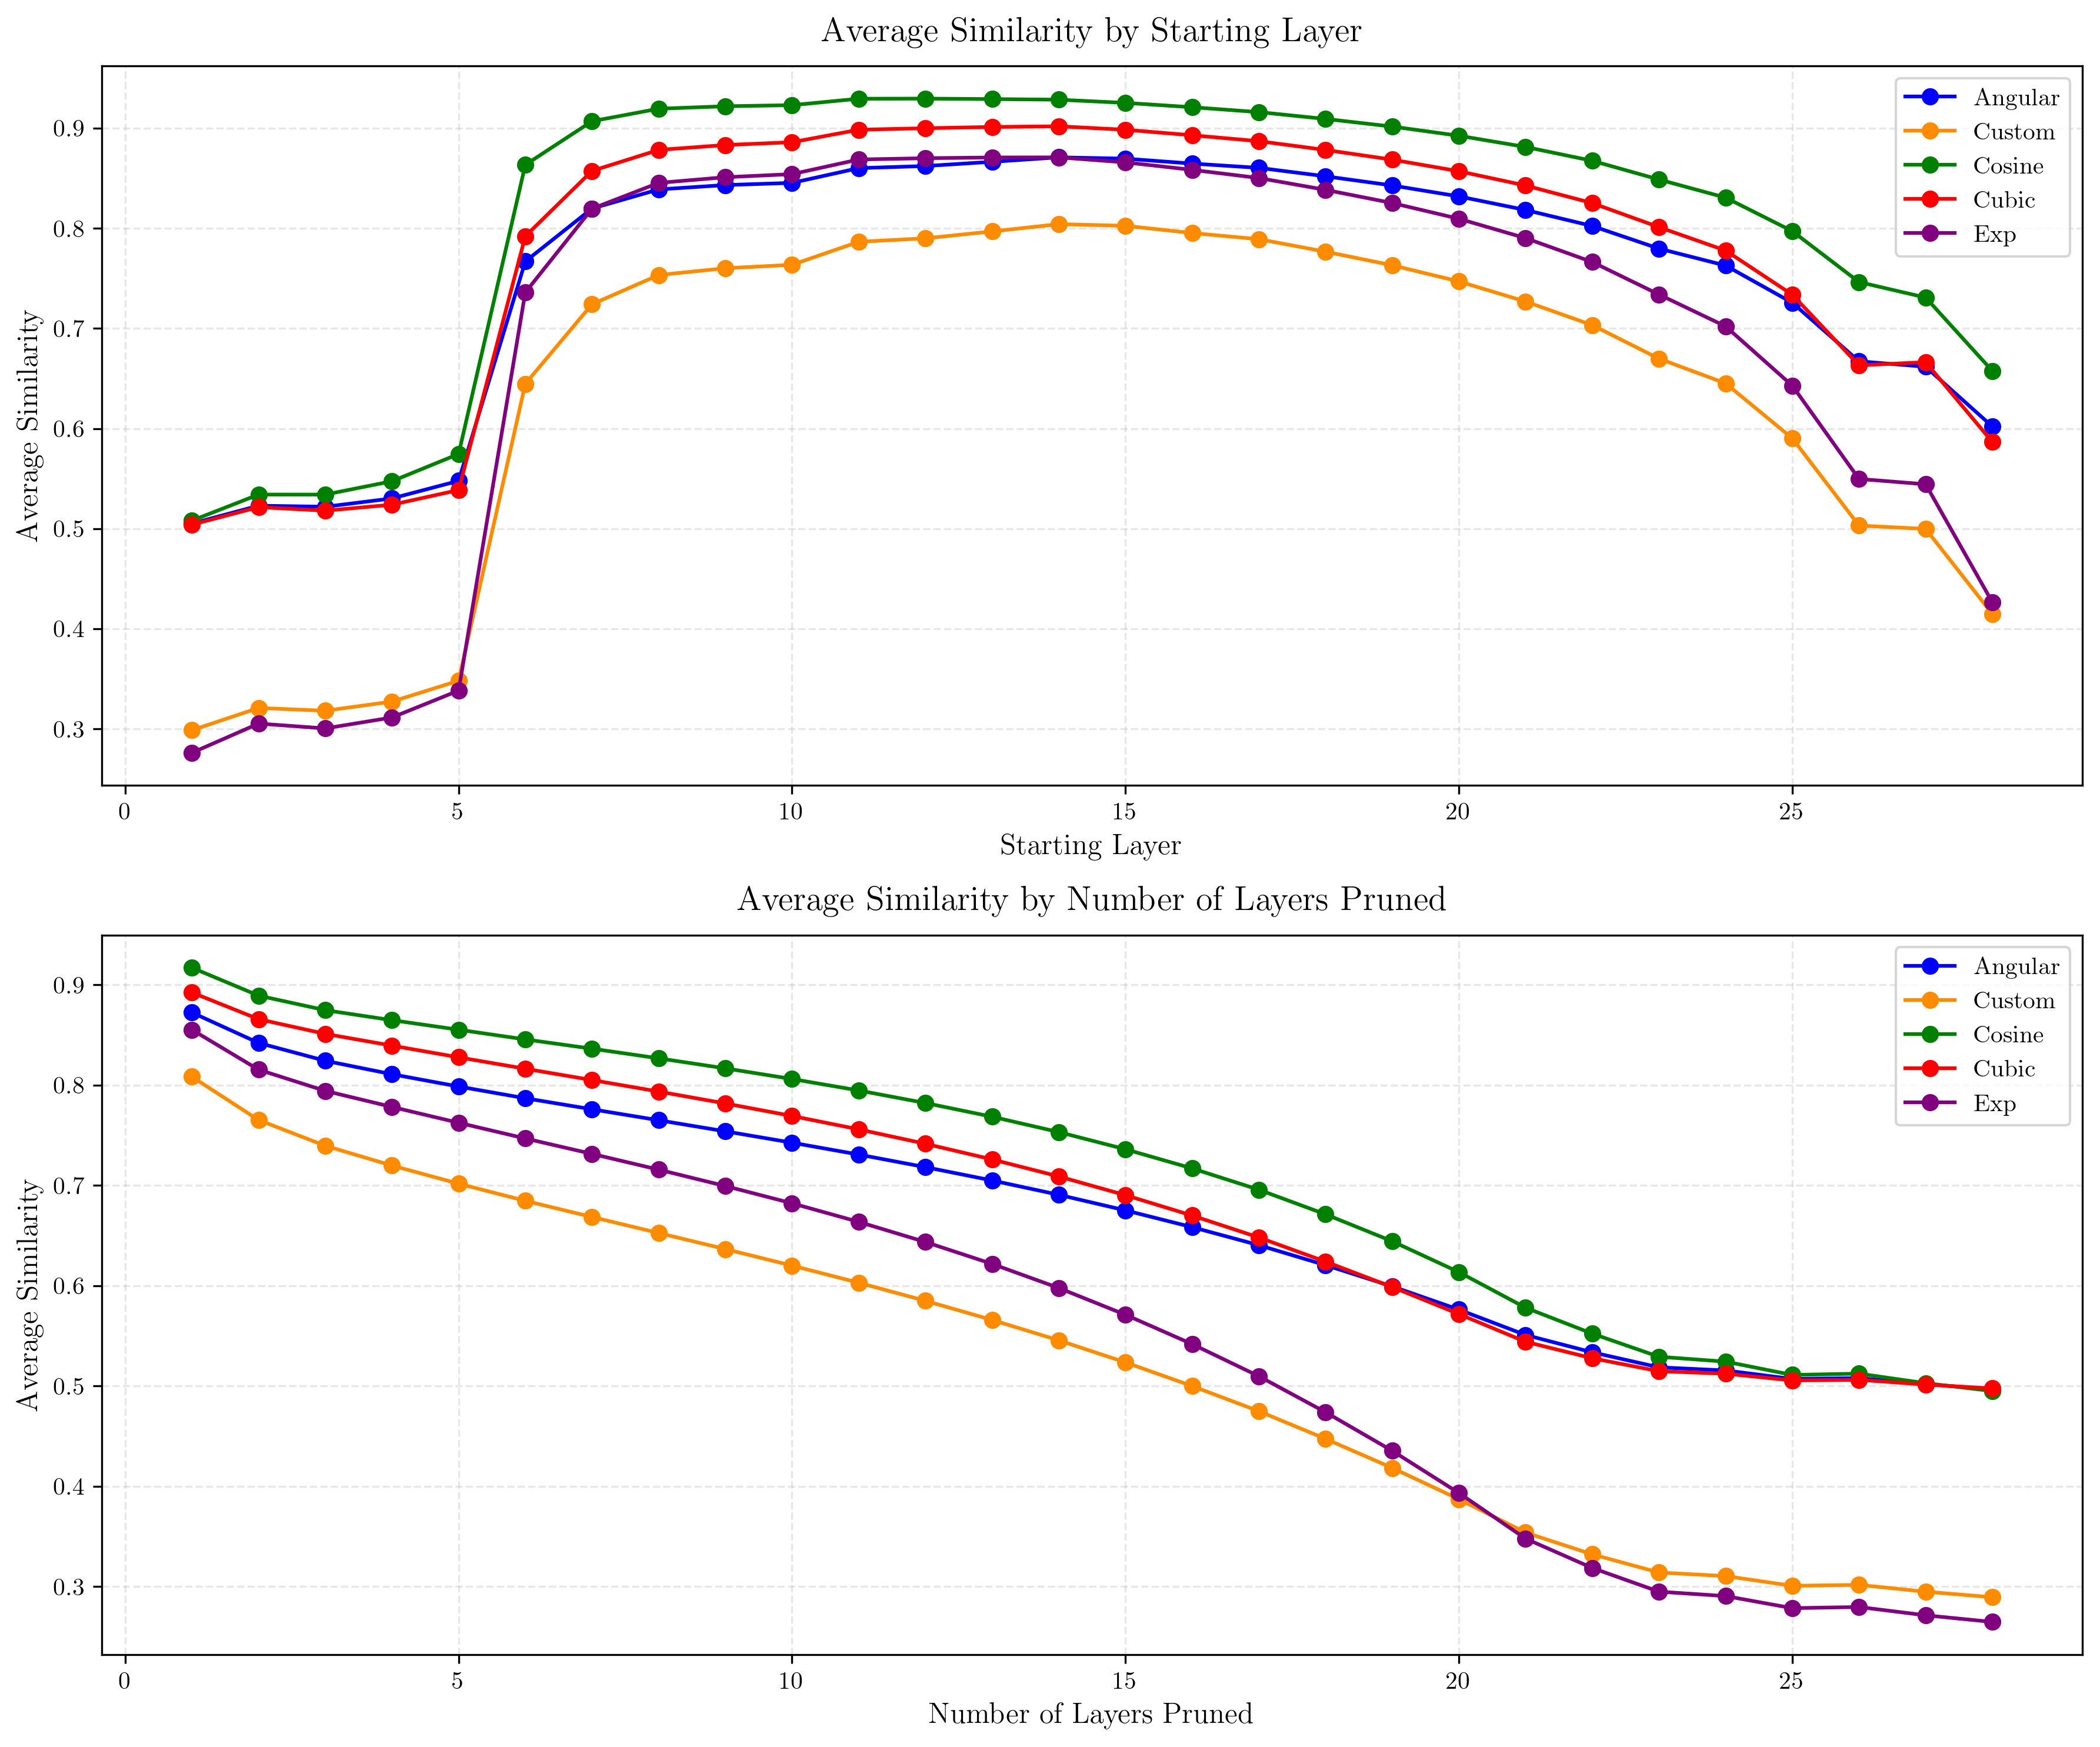 Average Similarity by Starting Layer
Average Similarity
0.9
0.8
0.7
0.6
0.5
0.4
0.3
Angular
Custom
Cosine
Cubic
Exp
0 5 10 15 20 25
Starting Layer
Average Similarity by Number of Layers Pruned
Average Similarity
0.9
0.8
0.7
0.6
0.5
0.4
0.3
Angular
Custom
Cosine
Cubic
Exp
0 5 10 15 20 25
Number of Layers Pruned